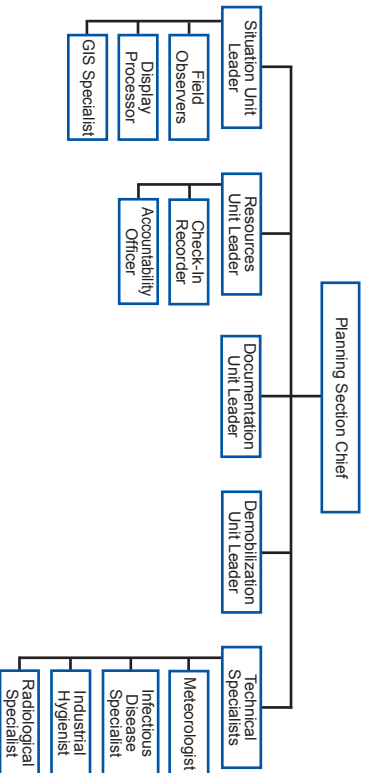 Planning Section Chief
Situation Unit
Leader
Field
Observers
Display
Processor
GIS Specialist
Resources
Unit Leader
Check-In
Recorder
Accountability
Officer
Documentation
Unit Leader
Demobilization
Unit Leader
Technical
Specialists
Meteorologist
Infectious
Disease
Specialist
Industrial
Hygienist
Radiological
Specialist